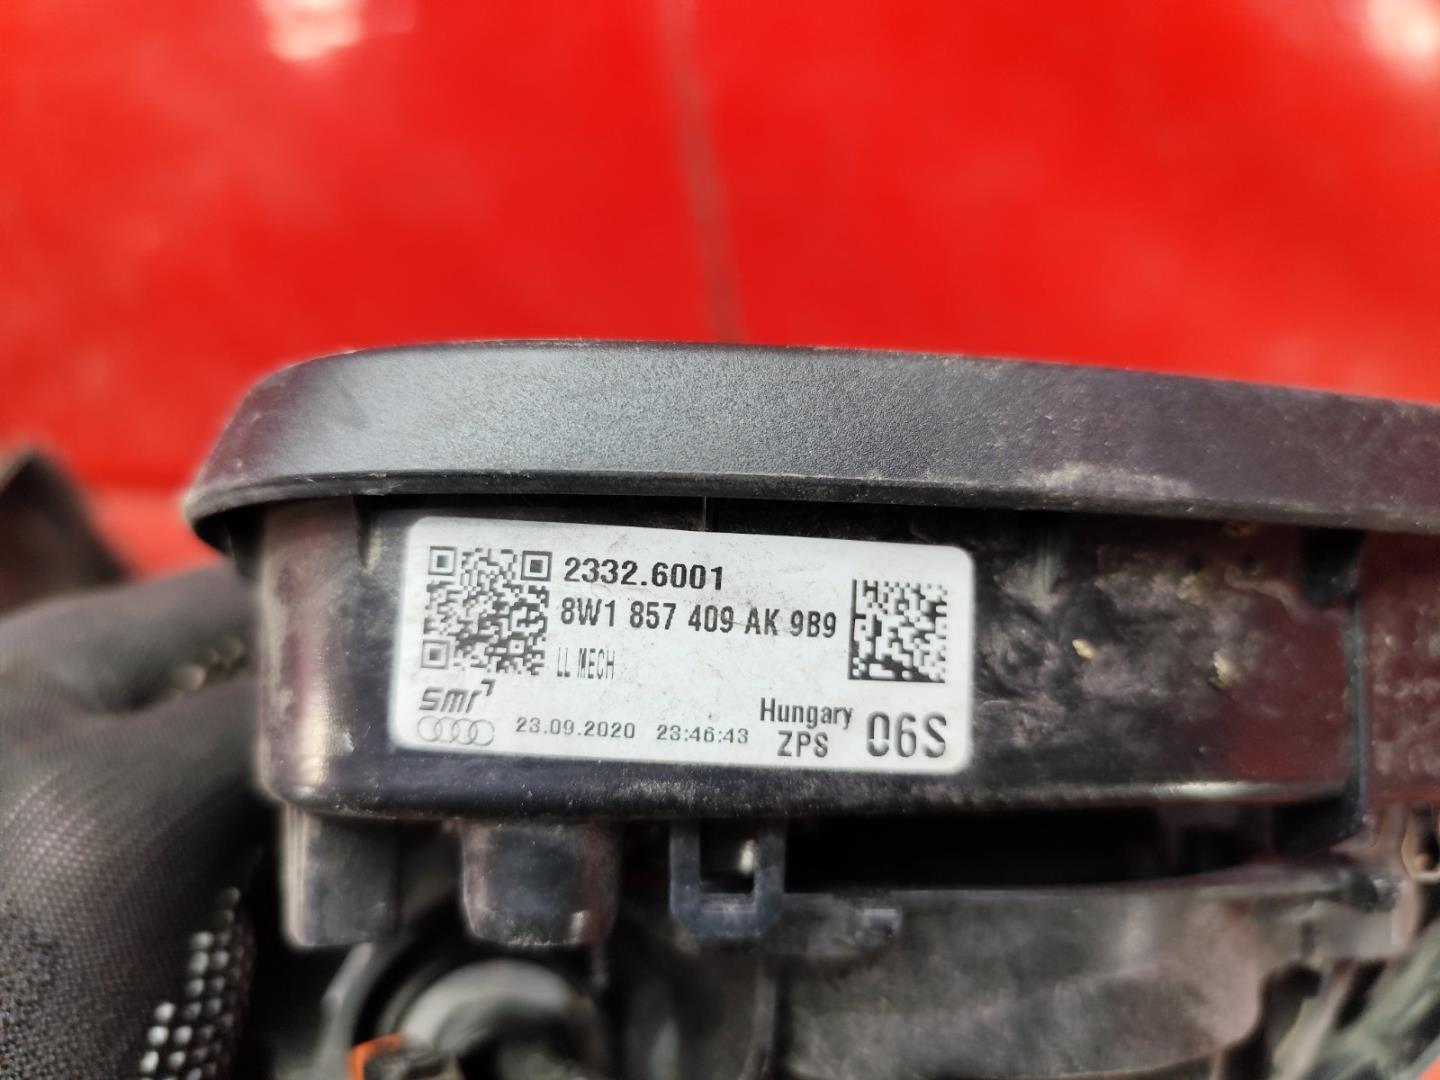 2332.6001
8W1 857 409 AK 9B9
LL MECH
smr
23.09.2020 23:46:43
Hungary
ZPS
06S